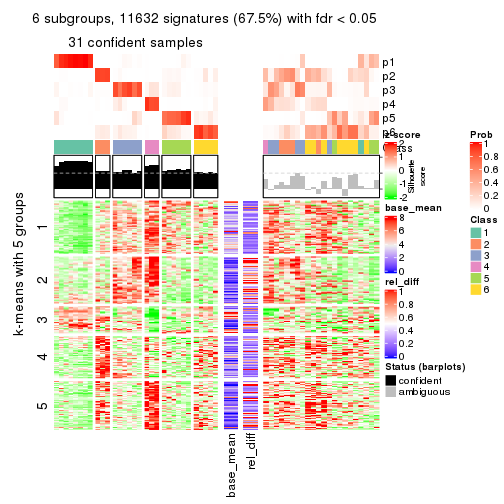 6 subgroups, 11632 signatures (67.5%) with fdr < 0.05
31 confident samples
p1
p2
p3
p4
p5
p6
Class
Silhouette
score
k-means with 5 groups
1
2
3
4
5
base_mean
rel_diff
z-score
2
1
0
-1
-2
base_mean
8
6
4
2
0
rel_diff
1
0.8
0.6
0.4
0.2
0
Status (barplots)
confident
ambiguous
Prob
1
0.8
0.6
0.4
0.2
0
Class
1
2
3
4
5
6